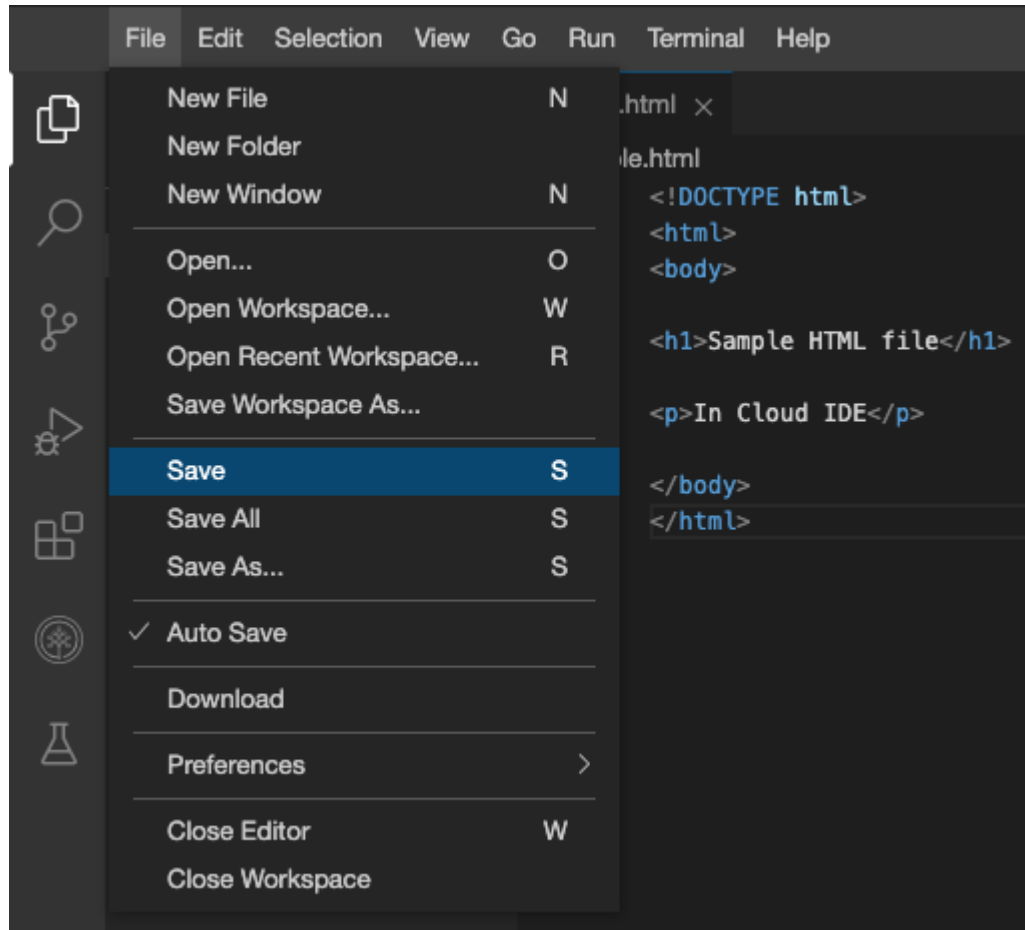 File Edit Selection View Go Run Terminal Help
New File N
New Folder
New Window N
Open... O
Open Workspace... W
Open Recent Workspace... R
Save Workspace As...
Save S
Save All S
Save As... S
Auto Save
Download
Preferences
Close Editor W
Close Workspace
.html
le.html
<!DOCTYPE html>
<html>
<body>
<h1>Sample HTML file</h1>
<p>In Cloud IDE</p>
</body>
</html>